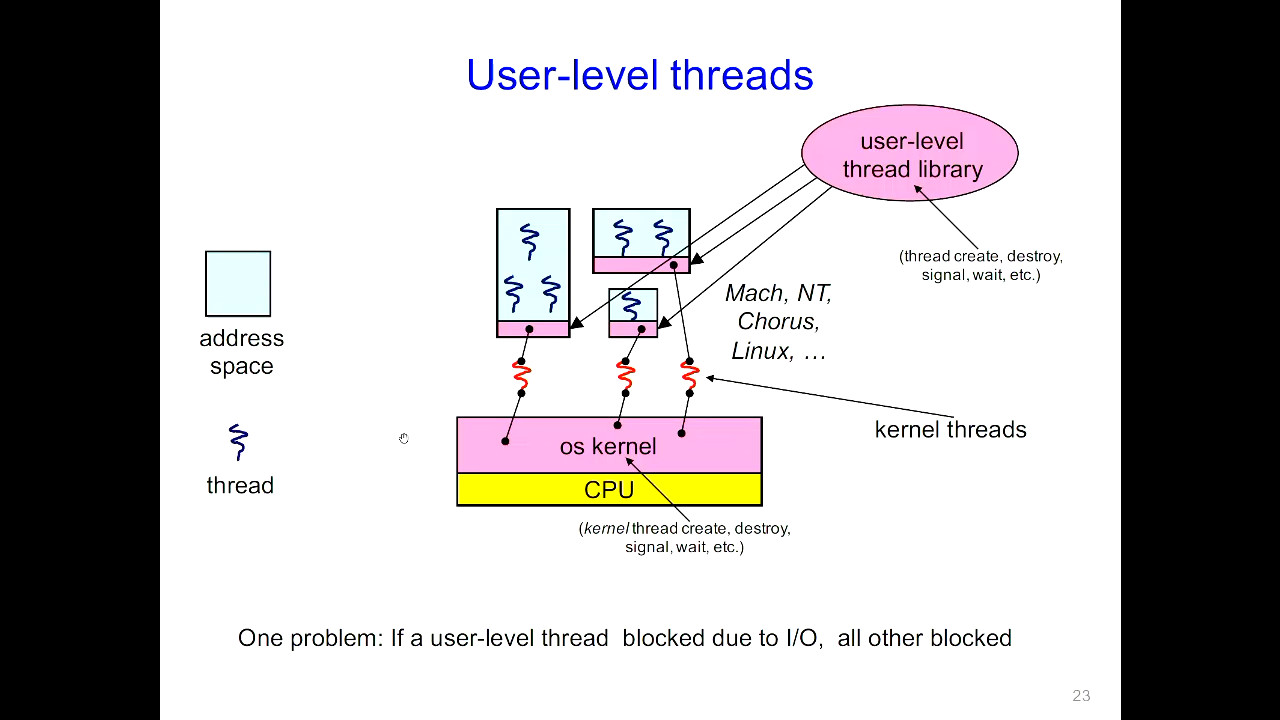 User-level threads
user-level
thread library
(thread create, destroy,
signal, wait, etc.)
Mach, NT,
Chorus,
Linux, …
address
space
kernel threads
os kernel
thread
CPU
(kernel thread create, destroy,
signal, wait, etc.)
One problem: If a user-level thread blocked due to I/O, all other blocked
23